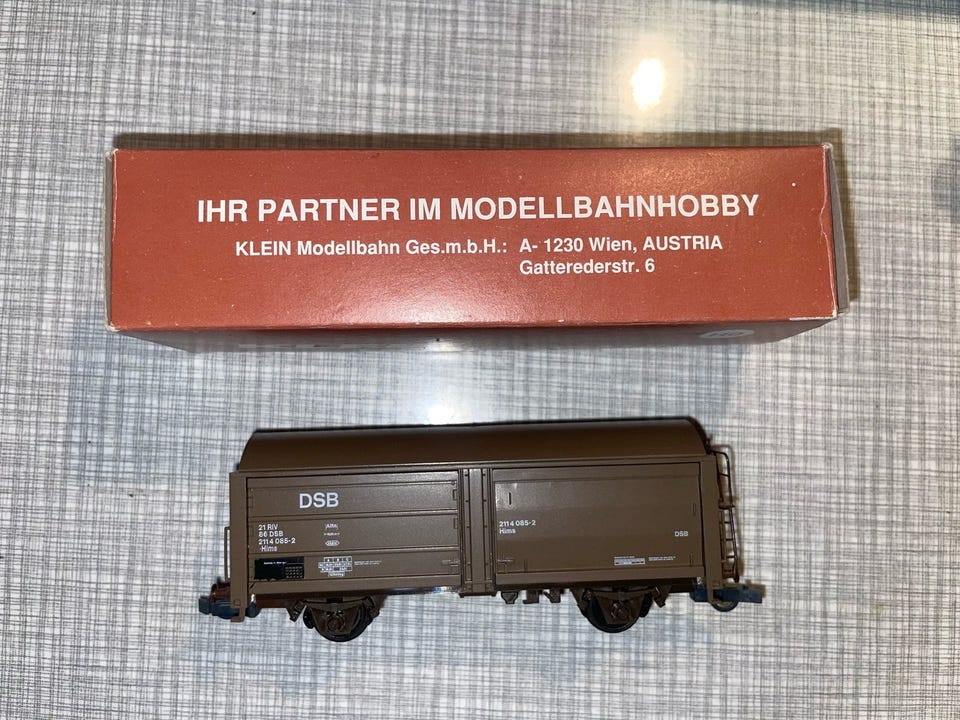 IHR PARTNER IM MODELLBAHNHOBBY
KLEIN Modellbahn Ges.m.b.H.: A- 1230 Wien, AUSTRIA
Gatterederstr. 6
DSB
21 RIV
86 DSB
2114 085-2
Hims
2114 085-2
Hims
DSB